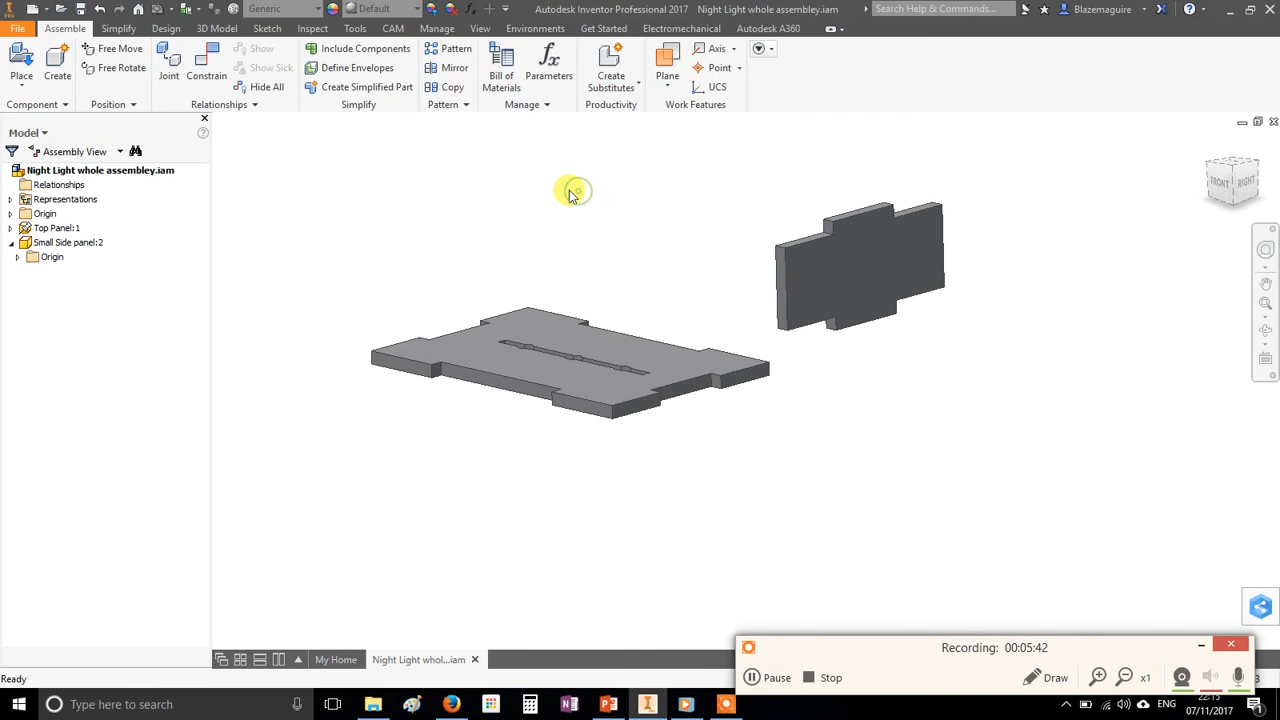 Generic
Default
Autodesk Inventor Professional 2017 Night Light whole assembley.iam
Search Help & Commands...
Blazemaguire
File Assemble Simplify Design 3D Model Sketch Inspect Tools CAM Manage View Environments Get Started Electromechanical Autodesk A360
Place
Create
Free Move
Free Rotate
Joint
Constrain
Show
Show Sick
Hide All
Include Components
Define Envelopes
Create Simplified Part
Pattern
Mirror
Copy
Bill of Materials
Parameters
Create Substitutes
Plane
Axis
Point
UCS
Component Position Relationships Simplify Pattern Manage Productivity Work Features
Model
Assembly View
Night Light whole assembley.iam
Relationships
Representations
Origin
Top Panel:1
Small Side panel:2
Origin
FRONT RIGHT
My Home
Night Light whol...iam
Recording: 00:05:42
Pause
Stop
Draw
x1
Ready
Type here to search
ENG
07/11/2017